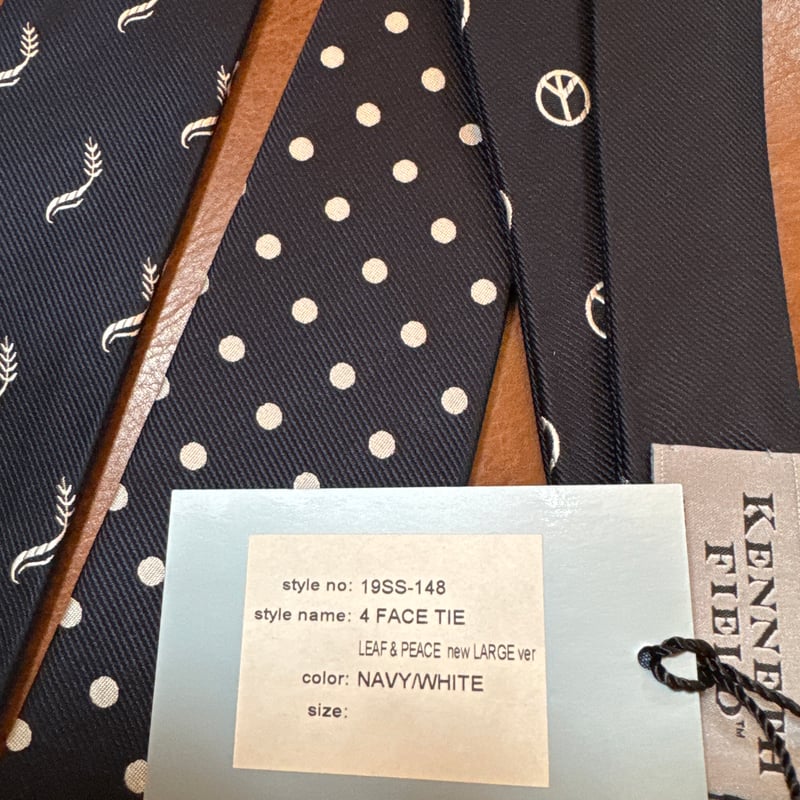 style no: 19SS-148
style name: 4 FACE TIE
LEAF & PEACE new LARGE ver
color: NAVY/WHITE
size:
KENNETH
FIELD™